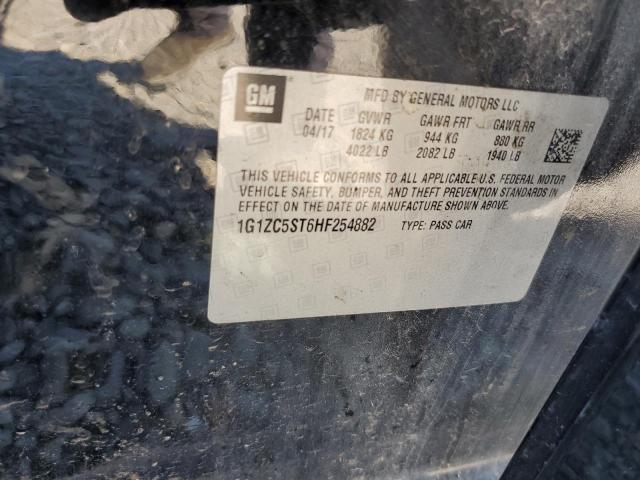 GM
MFD BY GENERAL MOTORS LLC
DATE GVWR GAWR FRT GAWR RR
04/17 1824 KG 944 KG 880 KG
4022 LB 2082 LB 1940 LB
THIS VEHICLE CONFORMS TO ALL APPLICABLE U.S. FEDERAL MOTOR
VEHICLE SAFETY, BUMPER, AND THEFT PREVENTION STANDARDS IN
EFFECT ON THE DATE OF MANUFACTURE SHOWN ABOVE.
1G1ZC5ST6HF254882 TYPE: PASS CAR